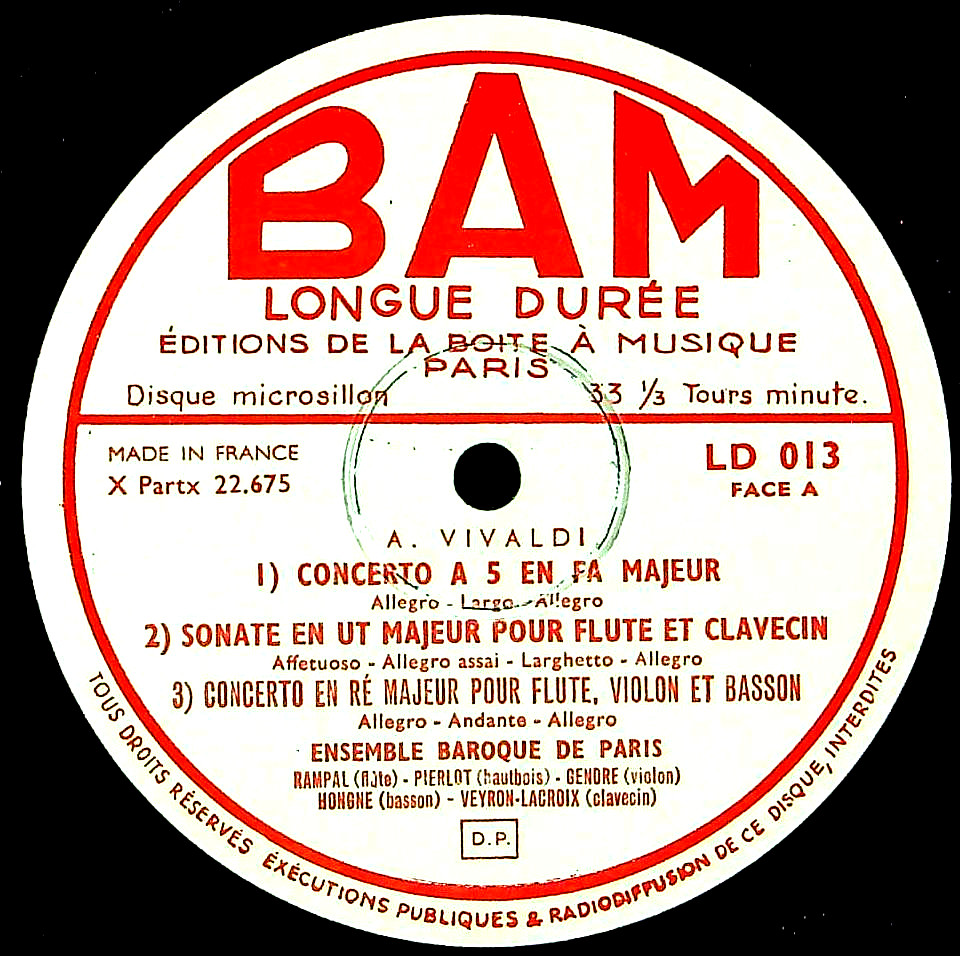 BAM
LONGUE DURÉE
ÉDITIONS DE LA BOITE À MUSIQUE
PARIS
Disque microsillon 33 1/3 Tours minute.
MADE IN FRANCE
X Partx 22.675
LD 013
FACE A
A. VIVALDI
1) CONCERTO A 5 EN FA MAJEUR
Allegro - Largo - Allegro
2) SONATE EN UT MAJEUR POUR FLUTE ET CLAVECIN
Affetuoso - Allegro assai - Larghetto - Allegro
3) CONCERTO EN RÉ MAJEUR POUR FLUTE, VIOLON ET BASSON
Allegro - Andante - Allegro
ENSEMBLE BAROQUE DE PARIS
RAMPAL (flûte) - PIERLOT (hautbois) - GENDRE (violon)
HONGNE (basson) - VEYRON-LACROIX (clavecin)
D.P.
TOUS DROITS RÉSERVÉS ÉXÉCUTIONS PUBLIQUES & RADIODIFFUSION DE CE DISQUE, INTERDITES